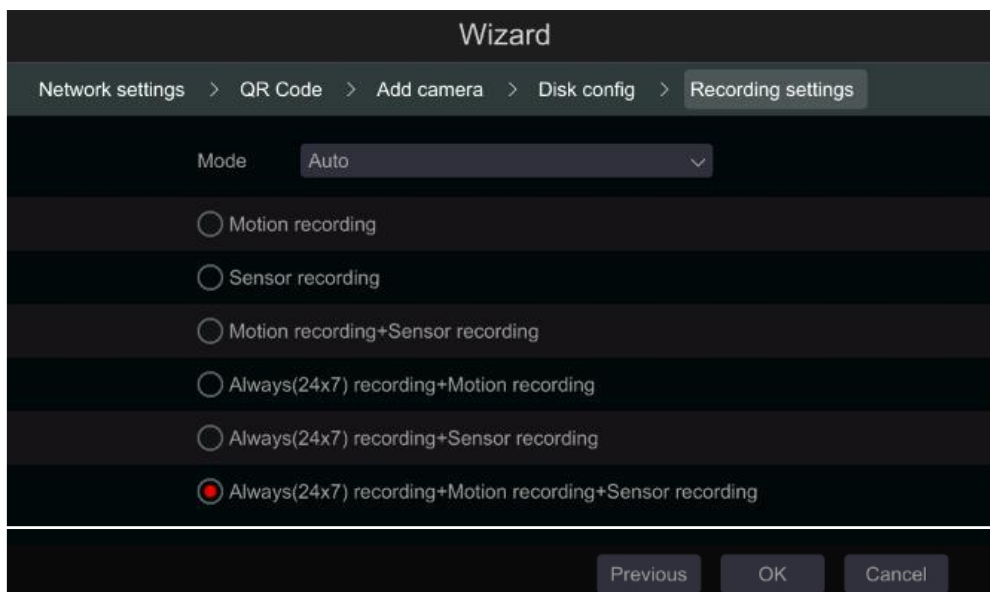 Wizard
Network settings > QR Code > Add camera > Disk config > Recording settings
Mode Auto
Motion recording
Sensor recording
Motion recording+Sensor recording
Always(24x7) recording+Motion recording
Always(24x7) recording+Sensor recording
Always(24x7) recording+Motion recording+Sensor recording
Previous OK Cancel